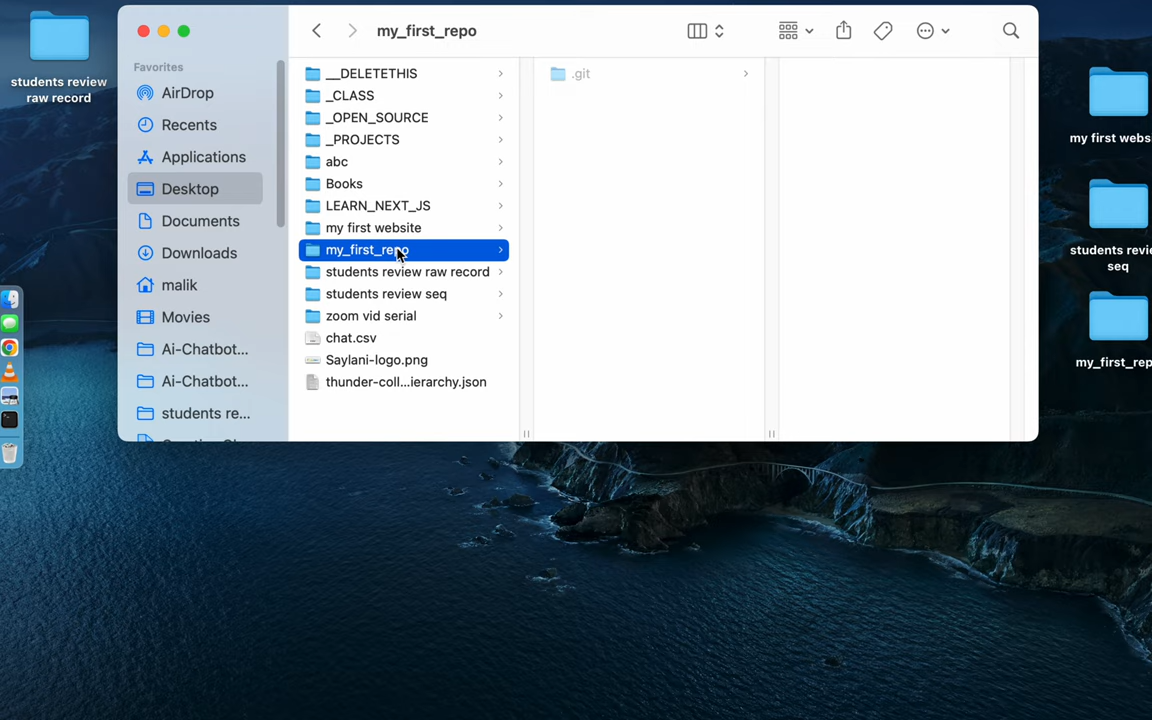 students review
raw record
my_first_repo
Favorites
AirDrop
Recents
Applications
Desktop
Documents
Downloads
malik
Movies
Ai-Chatbot...
Ai-Chatbot...
students re...
__DELETETHIS
_CLASS
_OPEN_SOURCE
_PROJECTS
abc
Books
LEARN_NEXT_JS
my first website
my_first_repo
students review raw record
students review seq
zoom vid serial
chat.csv
Saylani-logo.png
thunder-coll...ierarchy.json
.git
my first webs
students revie
seq
my_first_rep